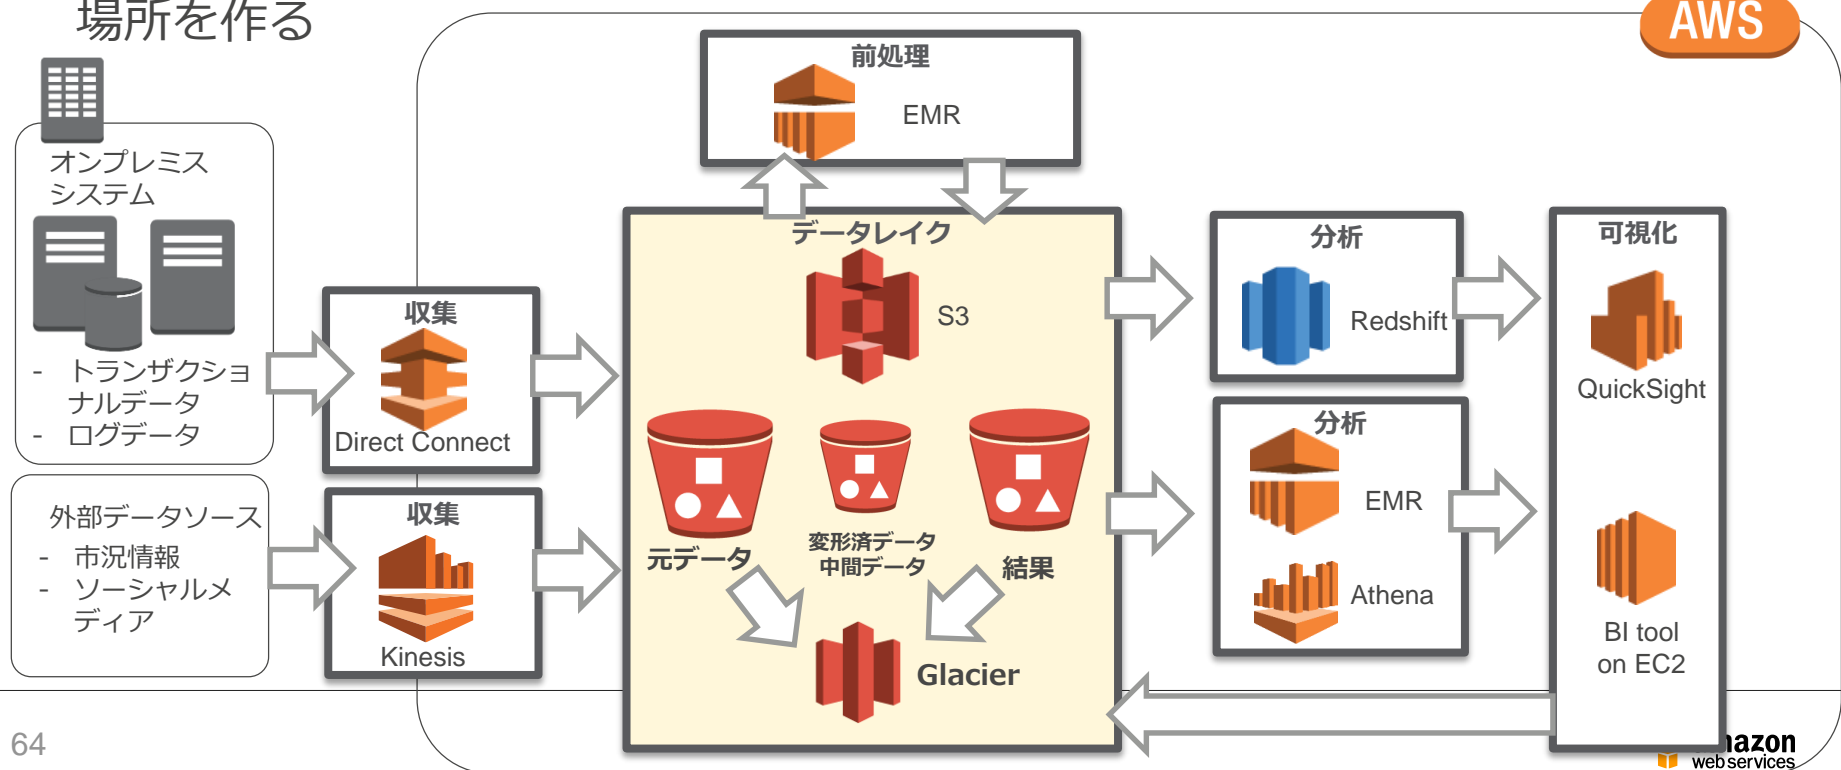 場所を作る
AWS
前処理
EMR
オンプレミス
システム
- トランザクショ
ナルデータ
- ログデータ
収集
Direct Connect
データレイク
S3
元データ
変形済データ
中間データ
結果
Glacier
分析
Redshift
可視化
QuickSight
分析
EMR
Athena
BI tool
on EC2
外部データソース
- 市況情報
- ソーシャルメ
ディア
収集
Kinesis
64
webservices